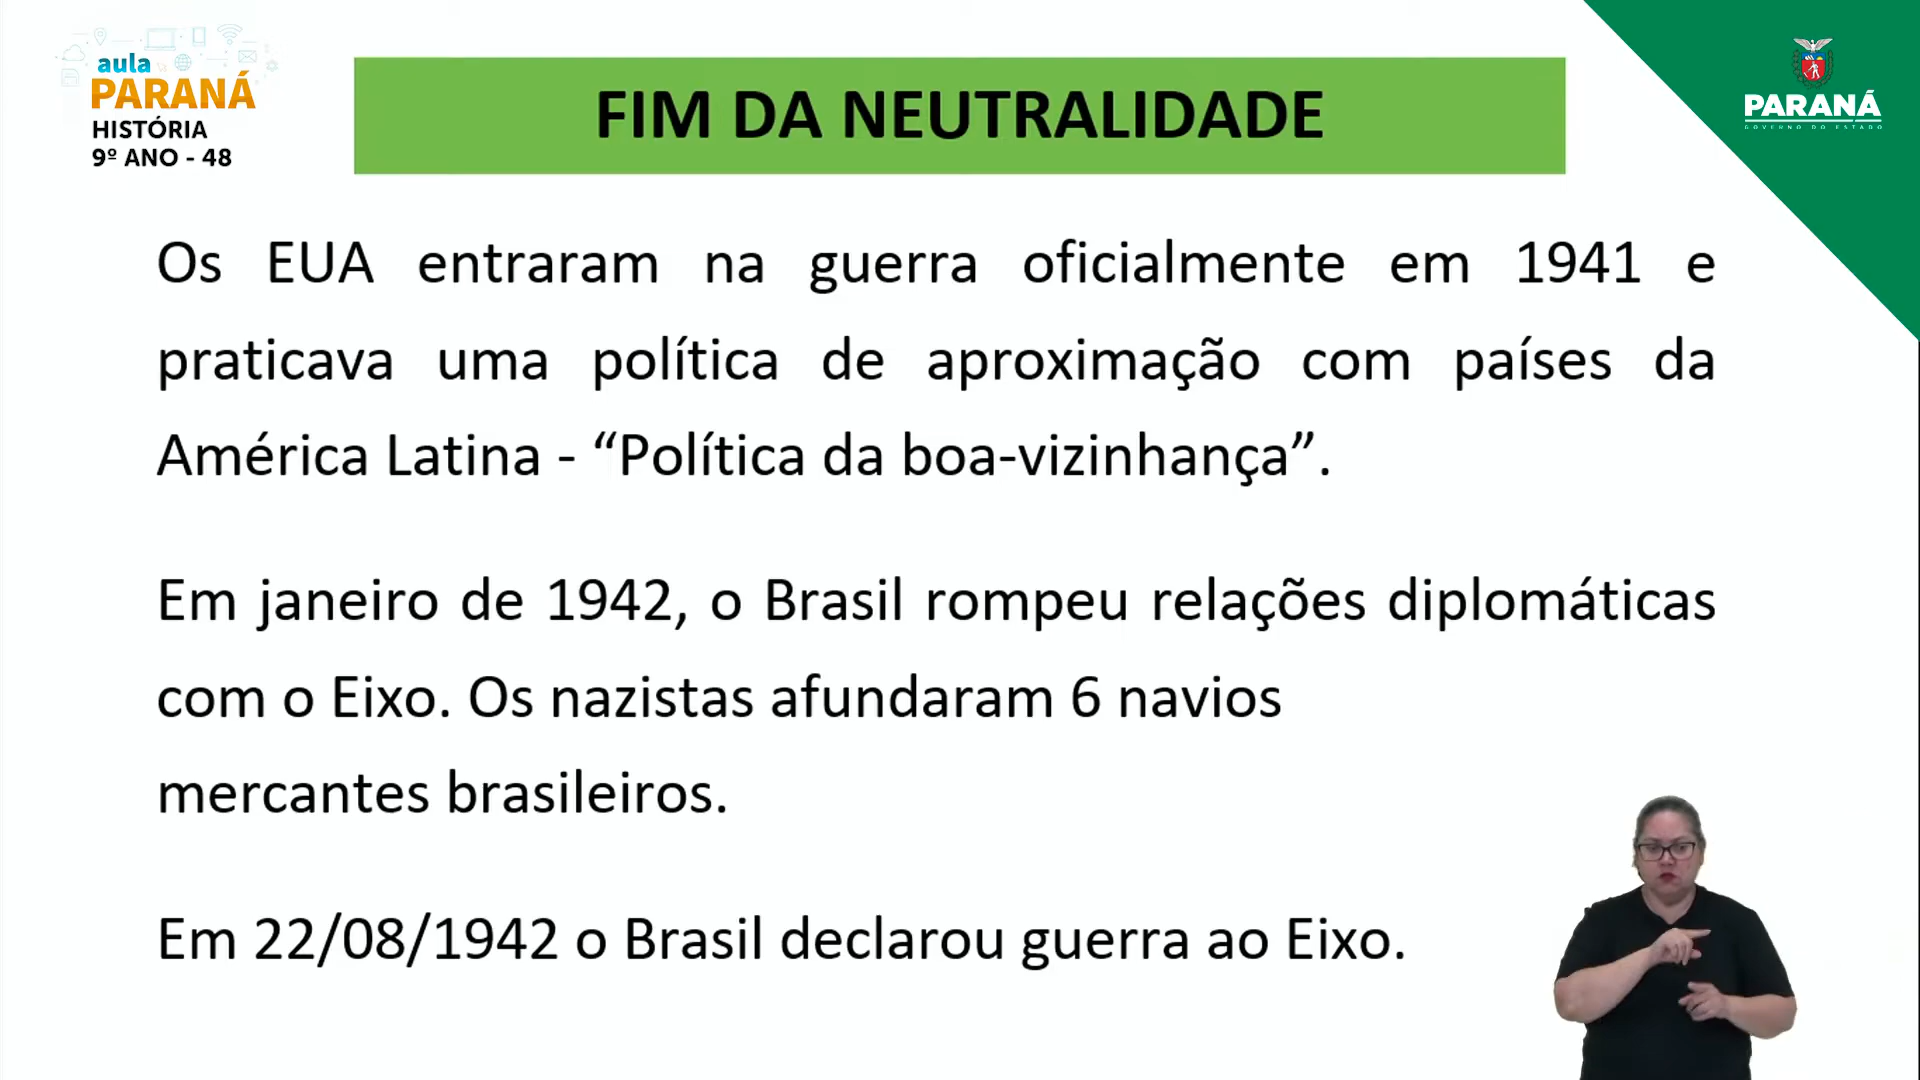 aula
PARANÁ
HISTÓRIA
9º ANO - 48
FIM DA NEUTRALIDADE
PARANÁ
GOVERNO DO ESTADO
Os EUA entraram na guerra oficialmente em 1941 e
praticava uma política de aproximação com países da
América Latina - “Política da boa-vizinhança”.
Em janeiro de 1942, o Brasil rompeu relações diplomáticas
com o Eixo. Os nazistas afundaram 6 navios
mercantes brasileiros.
Em 22/08/1942 o Brasil declarou guerra ao Eixo.